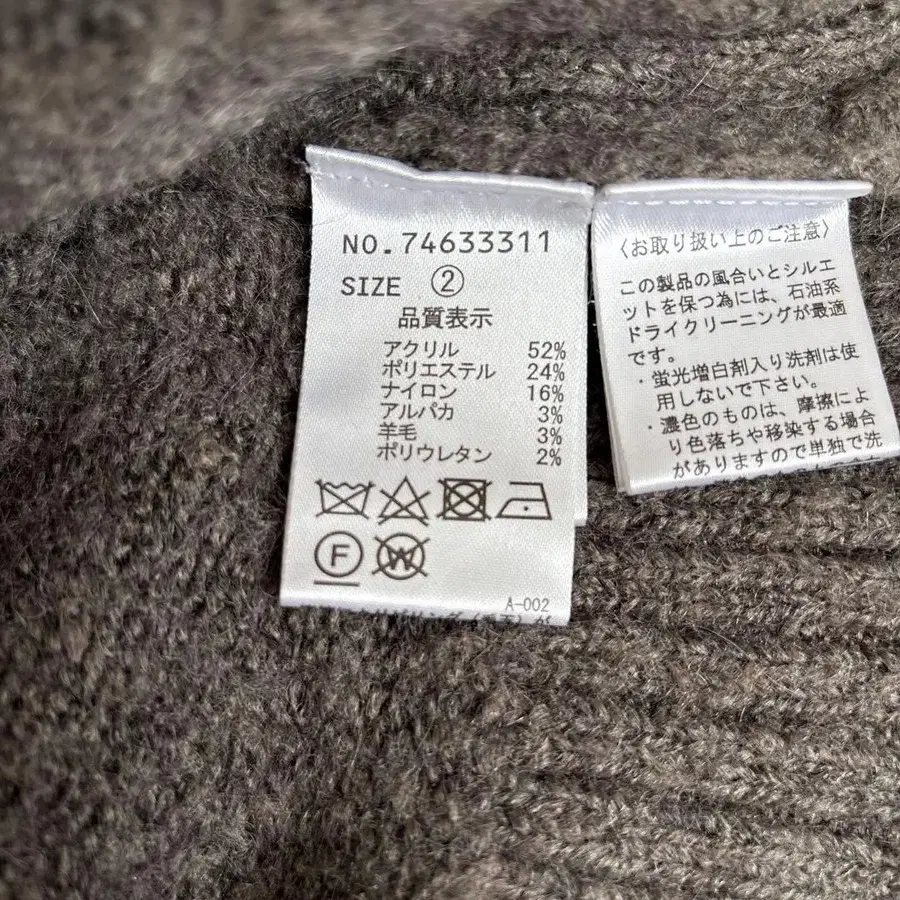 NO.74633311
SIZE ②
品質表示
アクリル 52%
ポリエステル 24%
ナイロン 16%
アルパカ 3%
羊毛 3%
ポリウレタン 2%
F
W
A-002
〈お取り扱い上のご注意〉
この製品の風合いとシルエ
ットを保つ為には、石油系
ドライクリーニングが最適
です。
・蛍光増白剤入り洗剤は使
用しないで下さい。
・濃色のものは、摩擦によ
り色落ちや移染する場合
がありますので単独で洗